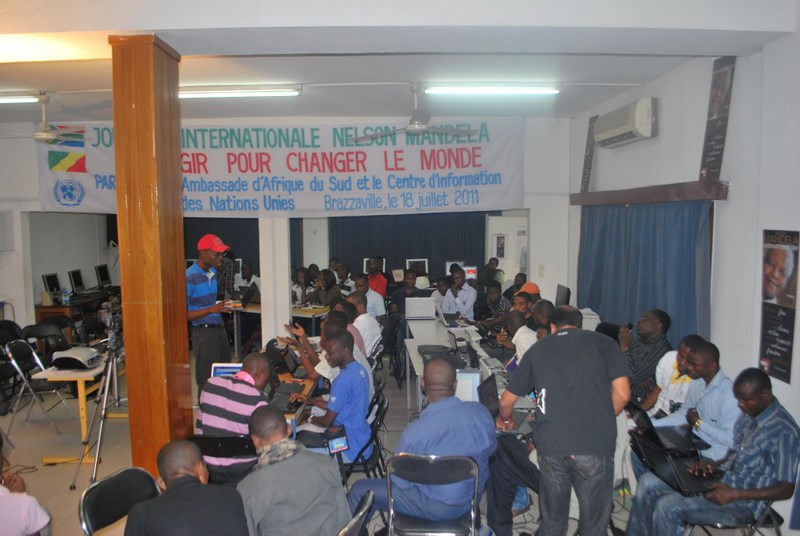 JO INTERNATIONALE NELSON MANDELA
GIR POUR CHANGER LE MONDE
PAR Ambassade d'Afrique du Sud et le Centre d'information
des Nations Unies Brazzaville, le 18 juillet 2011
MANDELA